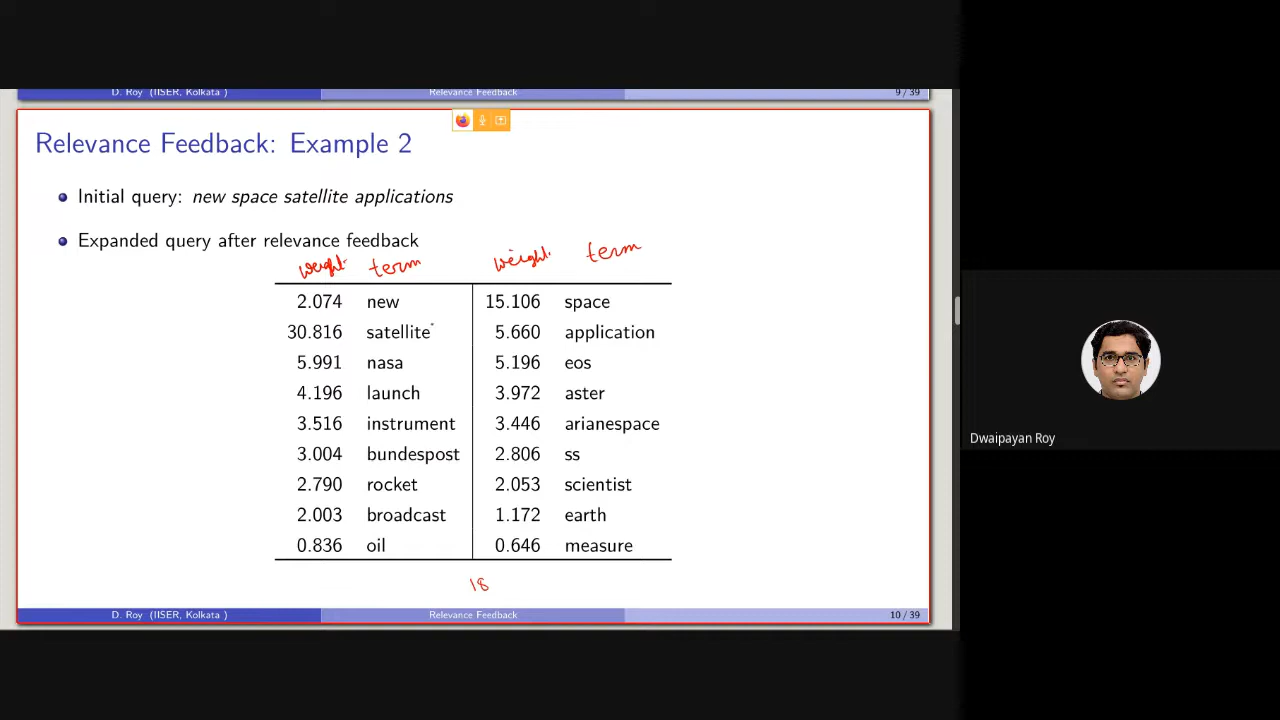 D. Roy (IISER, Kolkata ) Relevance Feedback 9 / 39
Relevance Feedback: Example 2
Initial query: new space satellite applications
Expanded query after relevance feedback
weight term weight term
2.074 new 15.106 space
30.816 satellite 5.660 application
5.991 nasa 5.196 eos
4.196 launch 3.972 aster
3.516 instrument 3.446 arianespace
3.004 bundespost 2.806 ss
2.790 rocket 2.053 scientist
2.003 broadcast 1.172 earth
0.836 oil 0.646 measure
18
D. Roy (IISER, Kolkata ) Relevance Feedback 10 / 39
Dwaipayan Roy